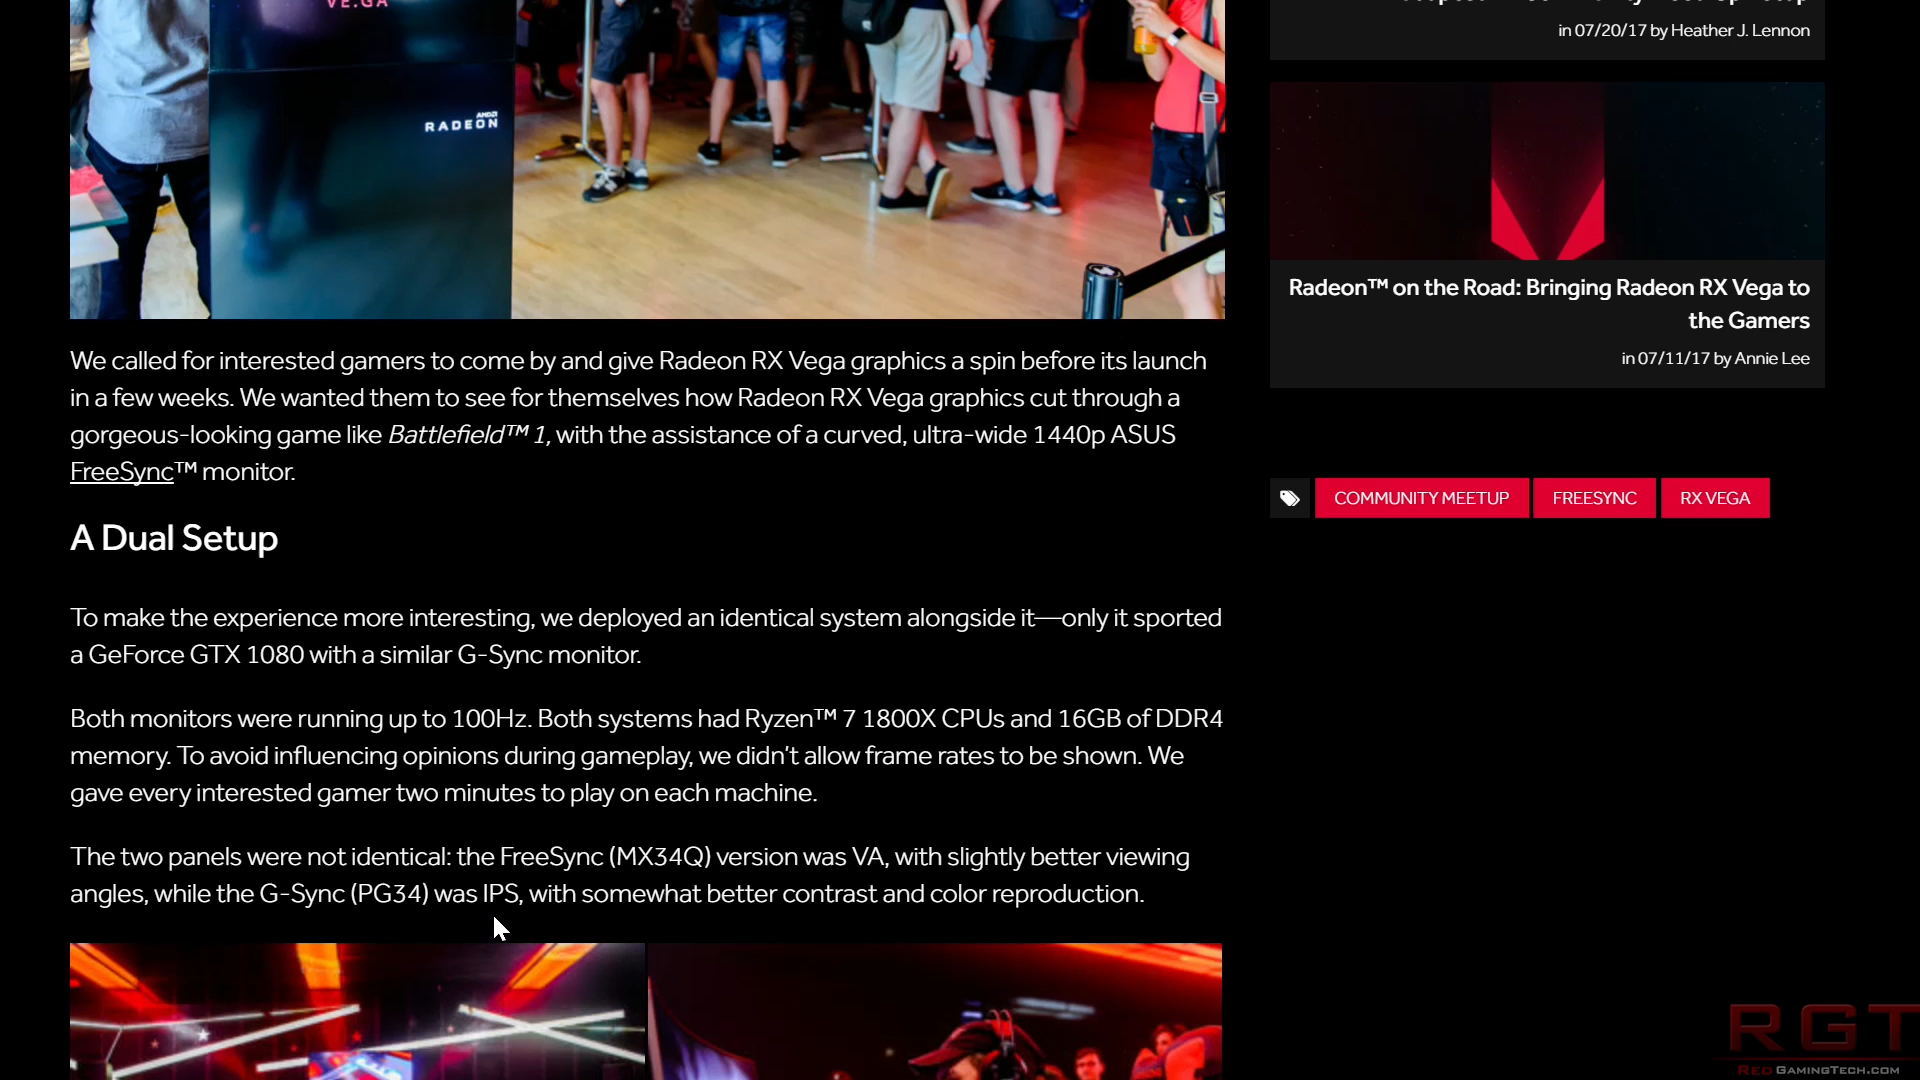 VE.GA
AMD
RADEON
We called for interested gamers to come by and give Radeon RX Vega graphics a spin before its launch
in a few weeks. We wanted them to see for themselves how Radeon RX Vega graphics cut through a
gorgeous-looking game like Battlefield™ 1, with the assistance of a curved, ultra-wide 1440p ASUS
FreeSync™ monitor.
A Dual Setup
To make the experience more interesting, we deployed an identical system alongside it—only it sported
a GeForce GTX 1080 with a similar G-Sync monitor.
Both monitors were running up to 100Hz. Both systems had Ryzen™ 7 1800X CPUs and 16GB of DDR4
memory. To avoid influencing opinions during gameplay, we didn't allow frame rates to be shown. We
gave every interested gamer two minutes to play on each machine.
The two panels were not identical: the FreeSync (MX34Q) version was VA, with slightly better viewing
angles, while the G-Sync (PG34) was IPS, with somewhat better contrast and color reproduction.
in 07/20/17 by Heather J. Lennon
Radeon™ on the Road: Bringing Radeon RX Vega to
the Gamers
in 07/11/17 by Annie Lee
COMMUNITY MEETUP FREESYNC RX VEGA
RGT
RED GAMINGTECH.COM